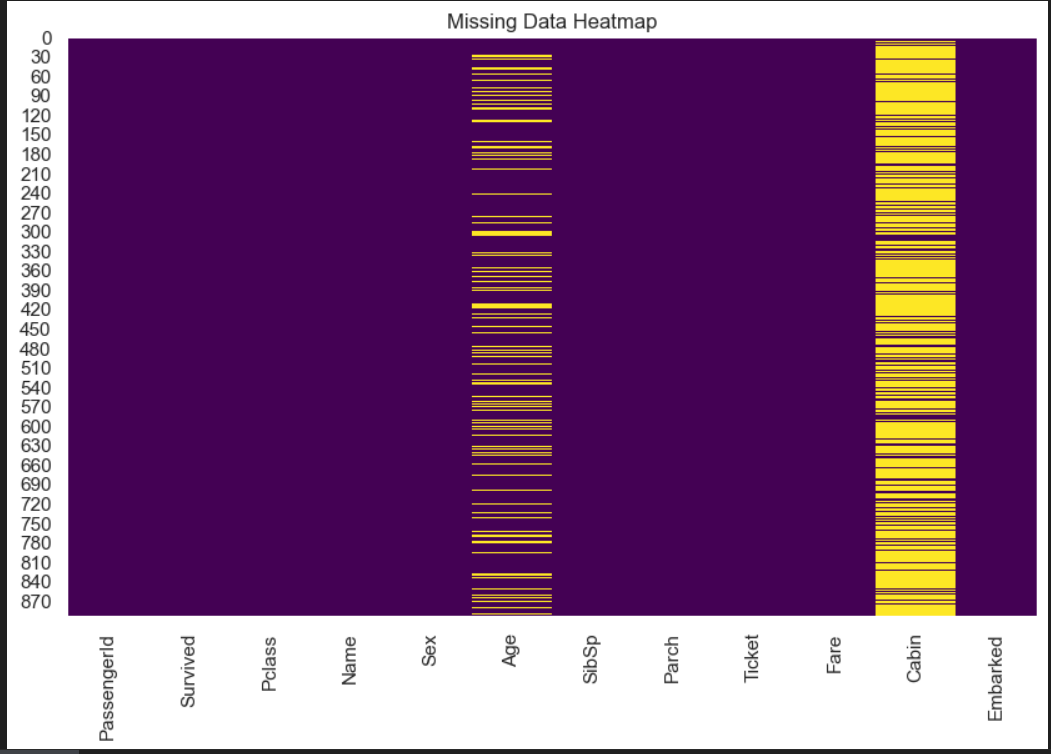 Missing Data Heatmap
0
30
60
90
120
150
180
210
240
270
300
330
360
390
420
450
480
510
540
570
600
630
660
690
720
750
780
810
840
870
PassengerId
Survived
Pclass
Name
Sex
Age
SibSp
Parch
Ticket
Fare
Cabin
Embarked